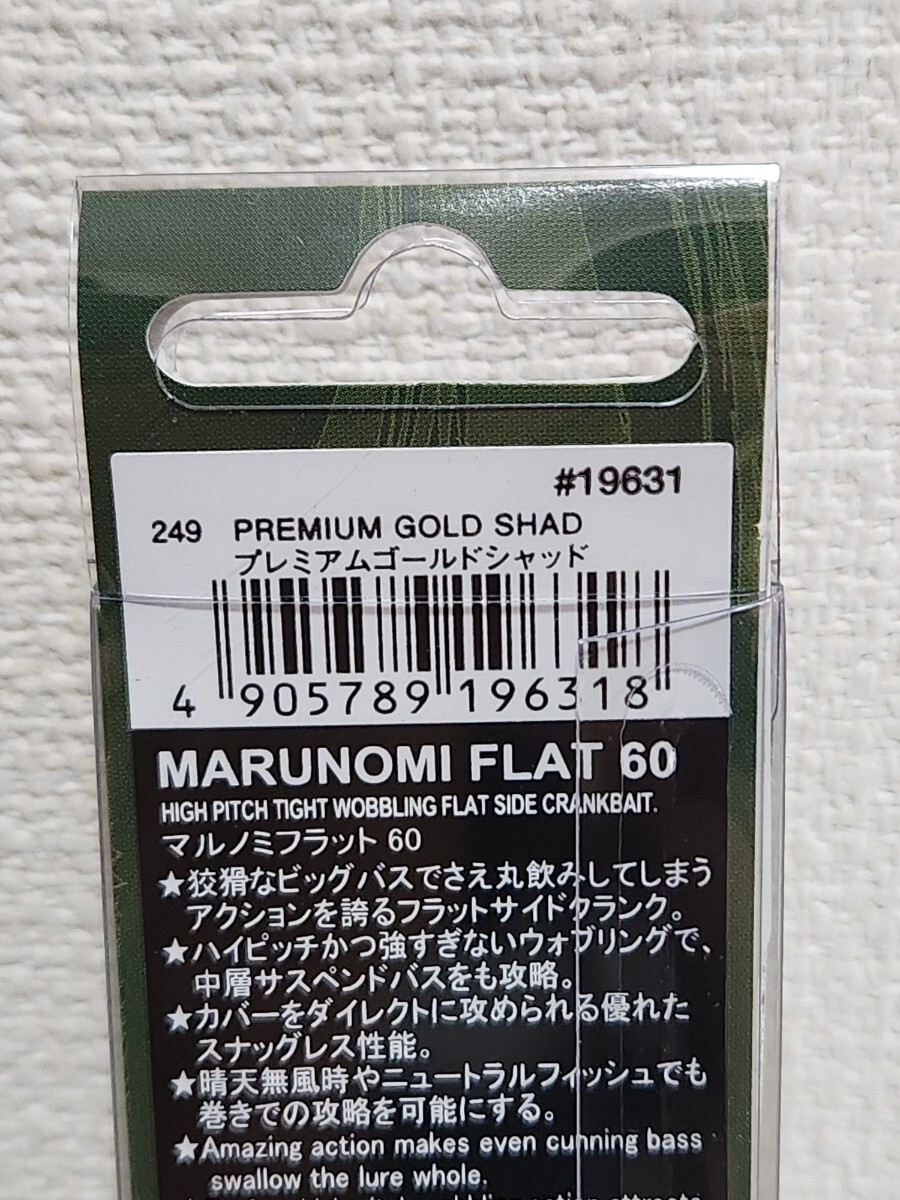 #19631
249 PREMIUM GOLD SHAD
プレミアムゴールドシャッド
4 905789 196318
MARUNOMI FLAT 60
HIGH PITCH TIGHT WOBBLING FLAT SIDE CRANKBAIT.
マルノミフラット 60
★狡猾なビッグバスでさえ丸飲みしてしまう
アクションを誇るフラットサイドクランク。
★ハイピッチかつ強すぎないウォブリングで、
中層サスペンドバスをも攻略。
★カバーをダイレクトに攻められる優れた
スナッグレス性能。
★晴天無風時やニュートラルフィッシュでも
巻きでの攻略を可能にする。
★Amazing action makes even cunning bass
swallow the lure whole.